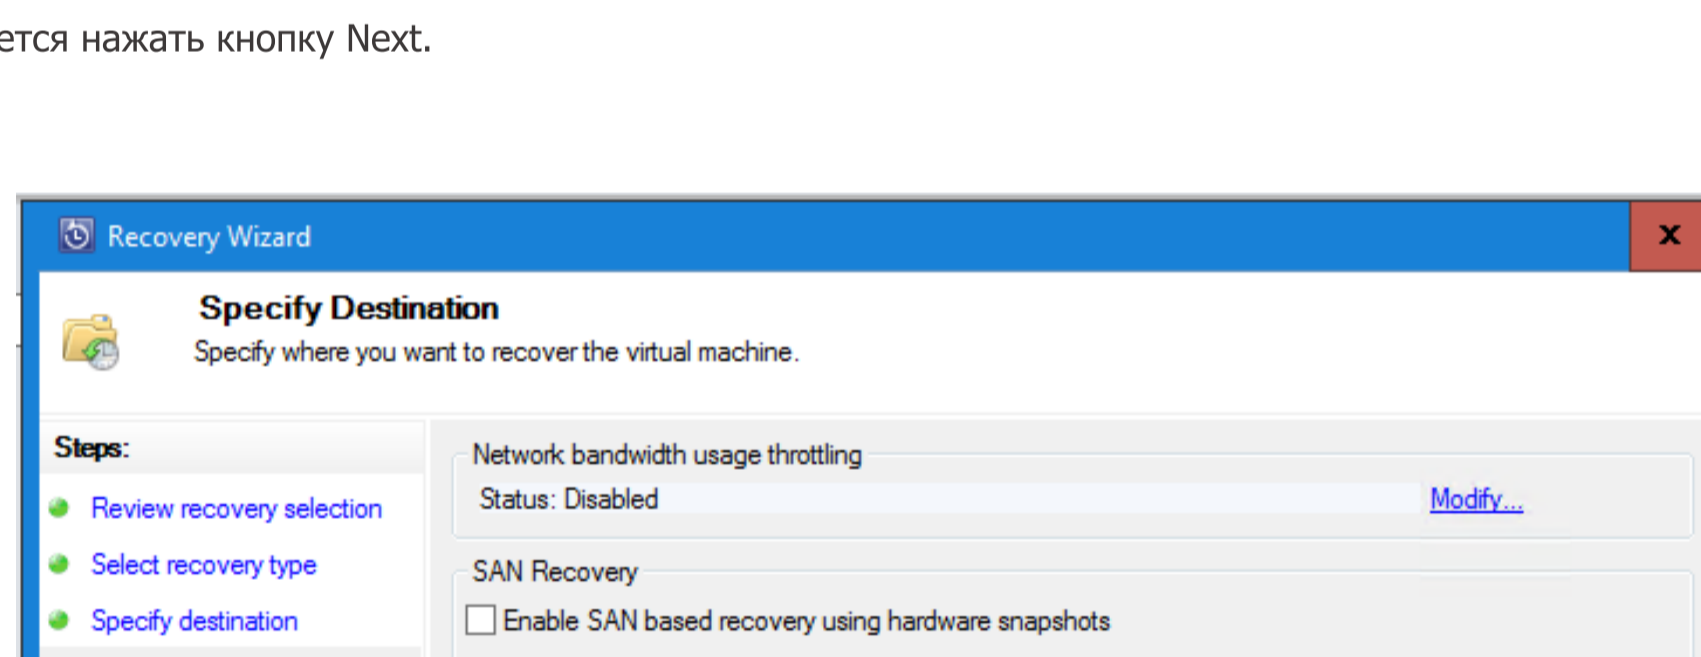 ется нажать кнопку Next.
Recovery Wizard
x
Specify Destination
Specify where you want to recover the virtual machine.
Steps:
Review recovery selection
Select recovery type
Specify destination
Network bandwidth usage throttling
Status: Disabled
Modify...
SAN Recovery
Enable SAN based recovery using hardware snapshots